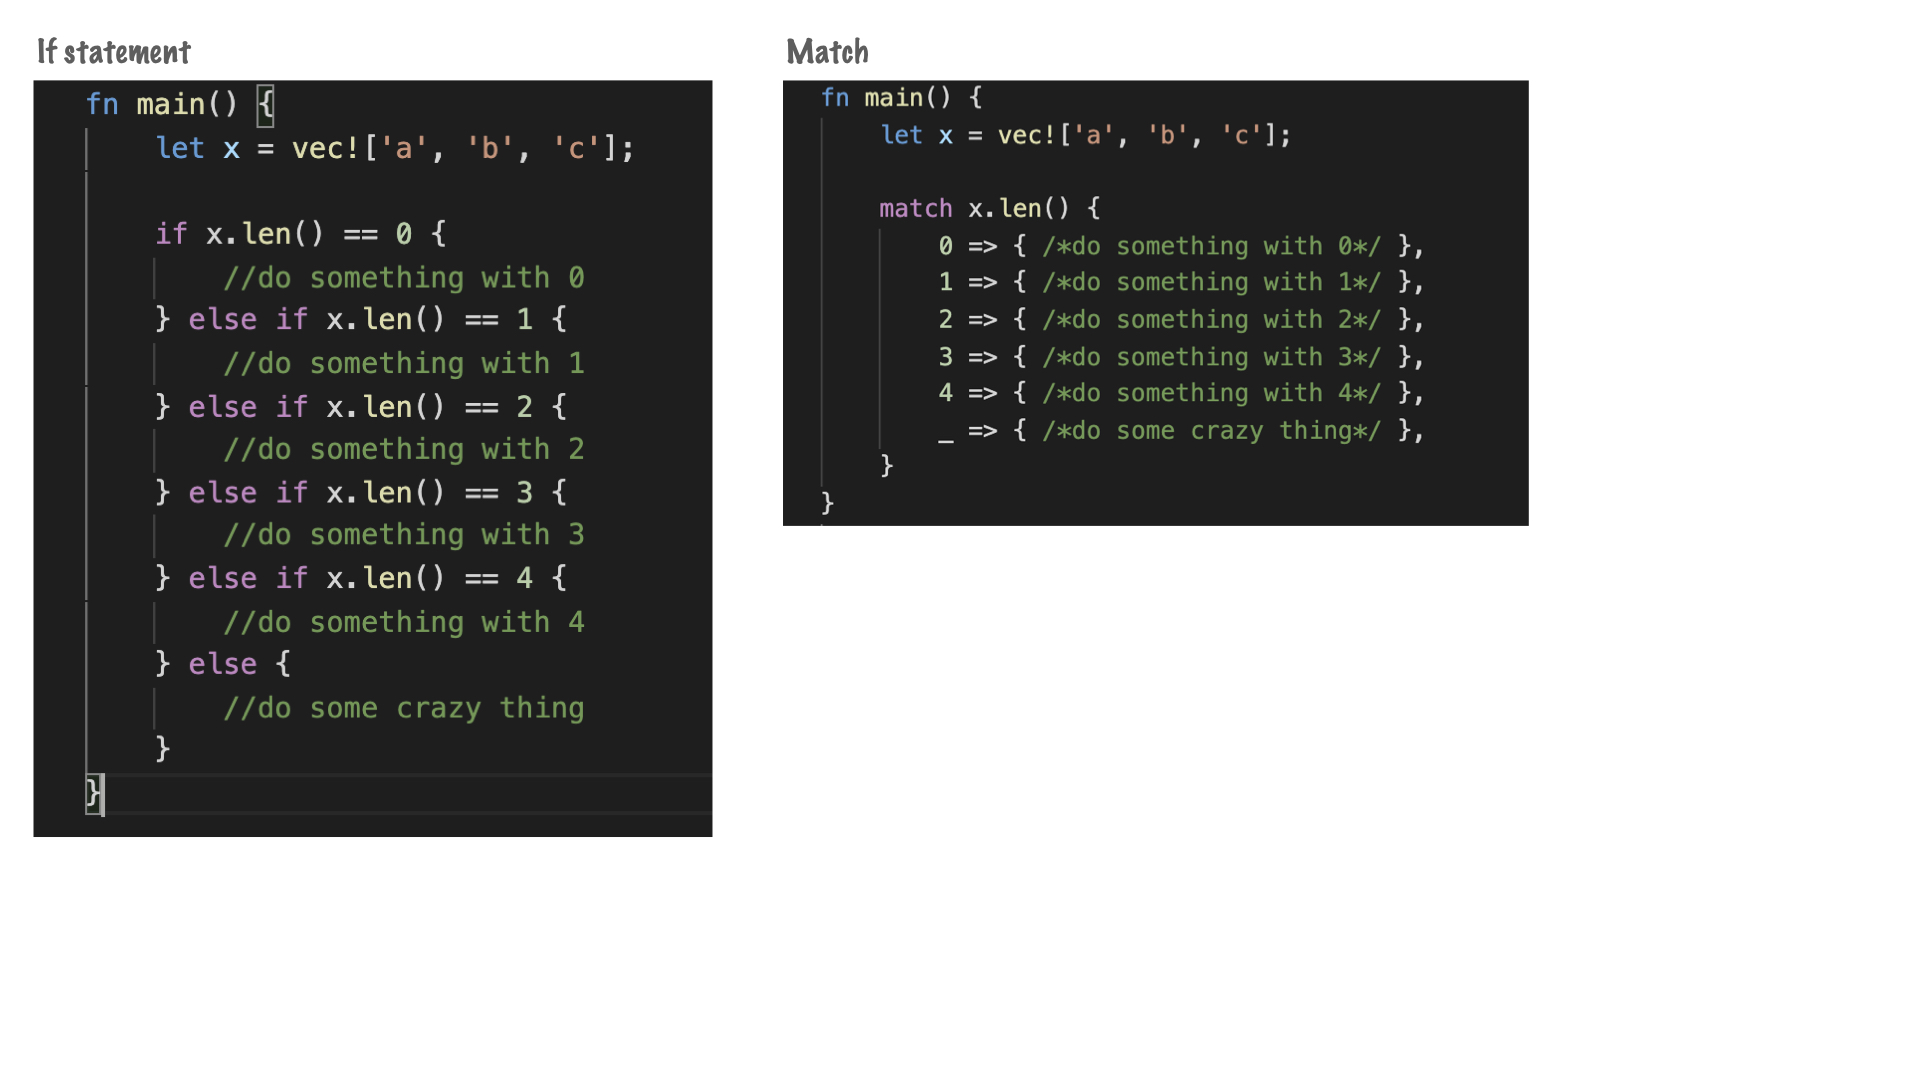 If statement
fn main() {
    let x = vec!['a', 'b', 'c'];
    if x.len() == 0 {
        //do something with 0
    } else if x.len() == 1 {
        //do something with 1
    } else if x.len() == 2 {
        //do something with 2
    } else if x.len() == 3 {
        //do something with 3
    } else if x.len() == 4 {
        //do something with 4
    } else {
        //do some crazy thing
    }
}
Match
fn main() {
    let x = vec!['a', 'b', 'c'];
    match x.len() {
        0 => { /*do something with 0*/ },
        1 => { /*do something with 1*/ },
        2 => { /*do something with 2*/ },
        3 => { /*do something with 3*/ },
        4 => { /*do something with 4*/ },
        _ => { /*do some crazy thing*/ },
    }
}